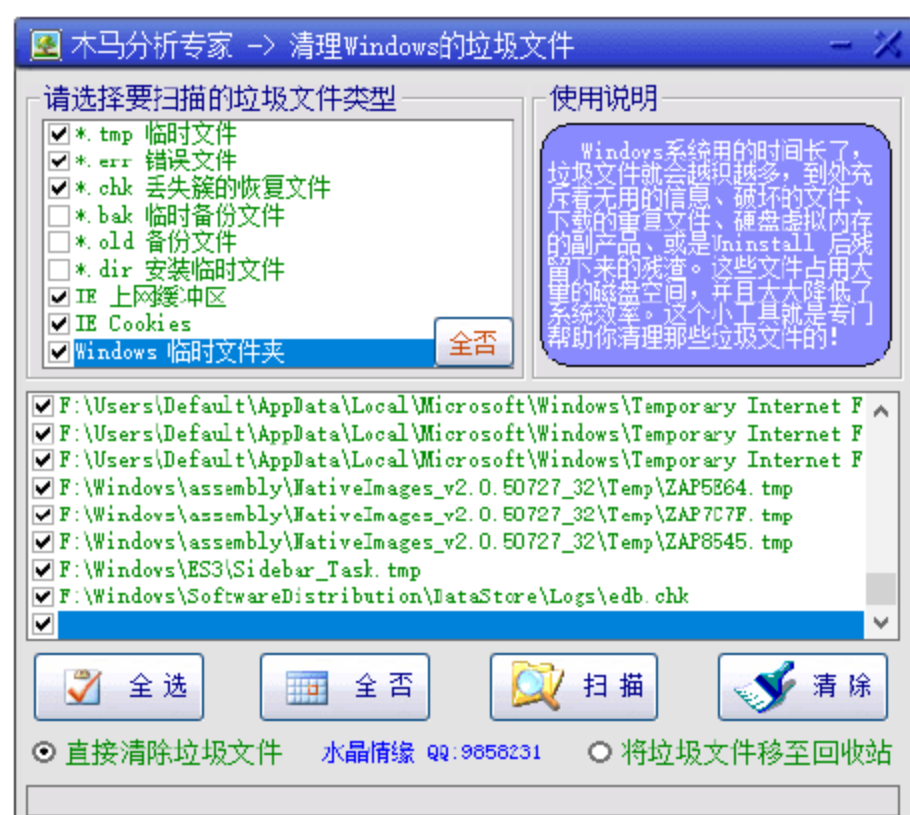 木马分析专家 -> 清理Windows的垃圾文件
请选择要扫描的垃圾文件类型
*.tmp 临时文件
*.err 错误文件
*.chk 丢失簇的恢复文件
*.bak 临时备份文件
*.old 备份文件
*.dir 安装临时文件
IE 上网缓冲区
IE Cookies
Windows 临时文件夹
全否
使用说明
Windows系统用的时间长了，
垃圾文件就会越积越多，到处充
斥着无用的信息、破坏的文件、
下载的重复文件、硬盘虚拟内存
的副产品、或是Uninstall 后残
留下来的残渣。这些文件占用大
量的磁盘空间，并且大大降低了
系统效率。这个小工具就是专门
帮助你清理那些垃圾文件的!
F:\Users\Default\AppData\Local\Microsoft\Windows\Temporary Internet F
F:\Users\Default\AppData\Local\Microsoft\Windows\Temporary Internet F
F:\Users\Default\AppData\Local\Microsoft\Windows\Temporary Internet F
F:\Windows\assembly\NativeImages_v2.0.50727_32\Temp\ZAP5E64.tmp
F:\Windows\assembly\NativeImages_v2.0.50727_32\Temp\ZAP7C7F.tmp
F:\Windows\assembly\NativeImages_v2.0.50727_32\Temp\ZAP8545.tmp
F:\Windows\ES3\Sidebar_Task.tmp
F:\Windows\SoftwareDistribution\DataStore\Logs\edb.chk
全选 全否 扫描 清除
直接清除垃圾文件 水晶情缘 QQ:9858231 将垃圾文件移至回收站